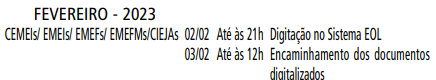 FEVEREIRO - 2023
CEMEIs/ EMEIs/ EMEFs/ EMEFMs/CIEJAs 02/02 Até às 21h Digitação no Sistema EOL
03/02 Até às 12h Encaminhamento dos documentos
digitalizados